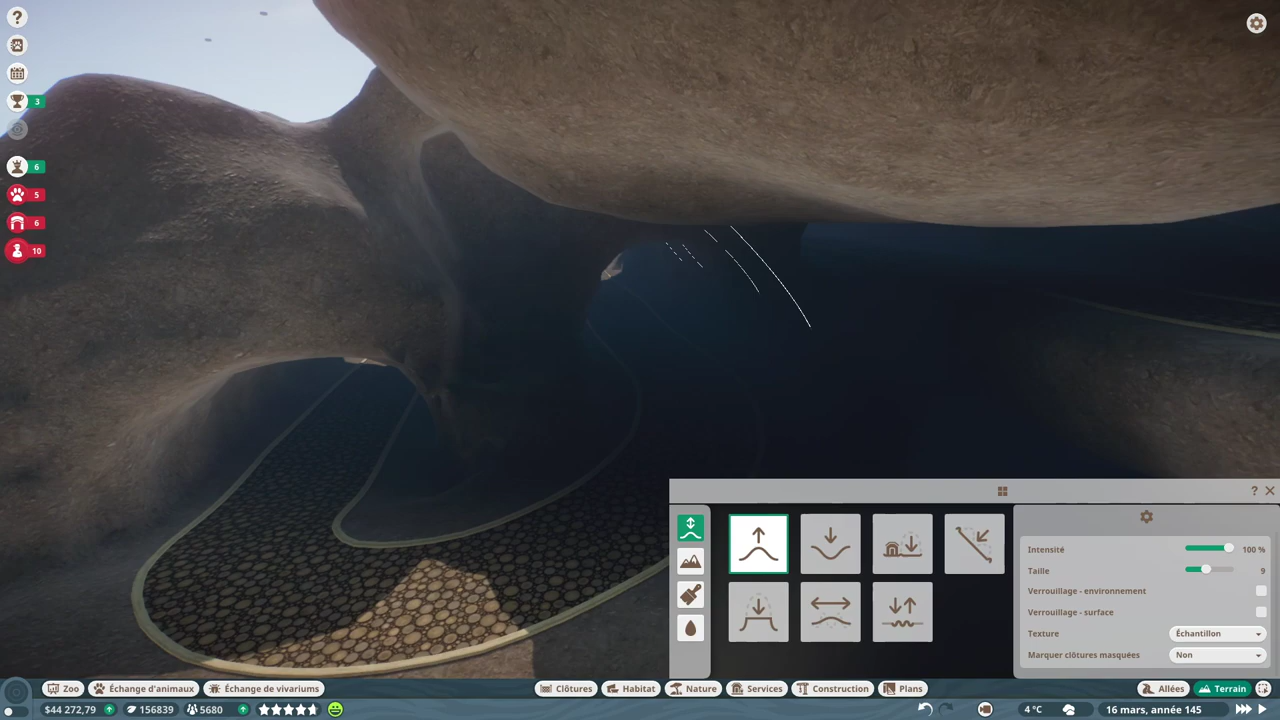 ?
3
6
5
6
10
?
Intensité 100 %
Taille 9
Verrouillage - environnement
Verrouillage - surface
Texture Échantillon
Marquer clôtures masquées Non
Zoo Échange d'animaux Échange de vivariums Clôtures Habitat Nature Services Construction Plans Allées Terrain
$44 272,79 156839 5680 4 °C 16 mars, année 145